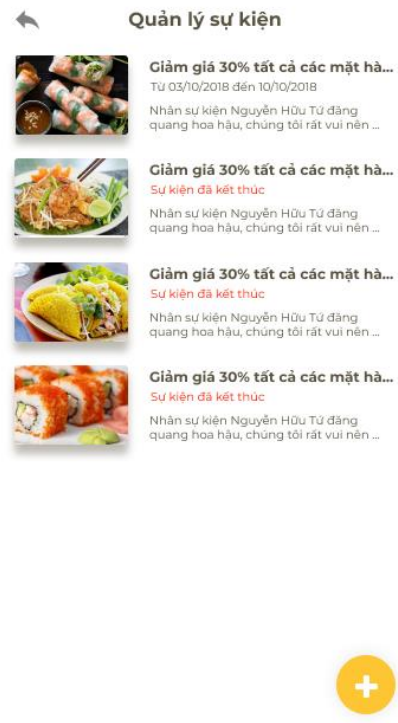 Quản lý sự kiện
Giảm giá 30% tất cả các mặt hà...
Từ 03/10/2018 đến 10/10/2018
Nhân sự kiện Nguyễn Hữu Tứ đăng
quang hoa hậu, chúng tôi rất vui nên ...
Giảm giá 30% tất cả các mặt hà...
Sự kiện đã kết thúc
Nhân sự kiện Nguyễn Hữu Tứ đăng
quang hoa hậu, chúng tôi rất vui nên ...
Giảm giá 30% tất cả các mặt hà...
Sự kiện đã kết thúc
Nhân sự kiện Nguyễn Hữu Tứ đăng
quang hoa hậu, chúng tôi rất vui nên ...
Giảm giá 30% tất cả các mặt hà...
Sự kiện đã kết thúc
Nhân sự kiện Nguyễn Hữu Tứ đăng
quang hoa hậu, chúng tôi rất vui nên ...